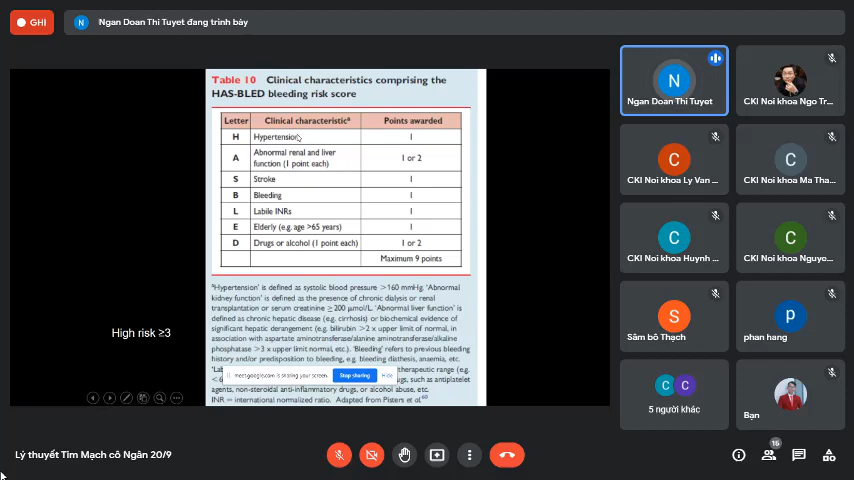 GHI
Ngan Doan Thi Tuyet đang trình bày
Table 10 Clinical characteristics comprising the
HAS-BLED bleeding risk score
Letter Clinical characteristicª Points awarded
H Hypertension 1
A Abnormal renal and liver
function (1 point each) 1 or 2
S Stroke 1
B Bleeding 1
L Labile INRs 1
E Elderly (e.g. age >65 years) 1
D Drugs or alcohol (1 point each) 1 or 2
Maximum 9 points
ª'Hypertension' is defined as systolic blood pressure >160 mmHg. 'Abnormal
kidney function' is defined as the presence of chronic dialysis or renal
transplantation or serum creatinine ≥200 µmol/L. 'Abnormal liver function' is
defined as chronic hepatic disease (e.g. cirrhosis) or biochemical evidence of
significant hepatic derangement (e.g. bilirubin >2 x upper limit of normal, in
association with aspartate aminotransferase/alanine aminotransferase/alkaline
phosphatase >3 x upper limit normal, etc.). 'Bleeding' refers to previous bleeding
history and/or predisposition to bleeding, e.g. bleeding diathesis, anaemia, etc.
'Lab therapeutic range (e.g.
<6 ugs, such as antiplatelet
agents, non-steroidal anti-inflammatory drugs, or alcohol abuse, etc.
INR = international normalized ratio. Adapted from Pisters et al.60
meet.google.com is sharing your screen. Stop sharing Hide
High risk ≥3
N
Ngan Doan Thi Tuyet
CKI Noi khoa Ngo Tr...
C
CKI Noi khoa Ly Van ...
C
CKI Noi khoa Ma Tha...
C
CKI Noi khoa Huynh ...
C
CKI Noi khoa Nguye...
S
Sâm bô Thạch
p
phan hang
C C
5 người khác
Bạn
Lý thuyết Tim Mạch cô Ngân 20/9
15